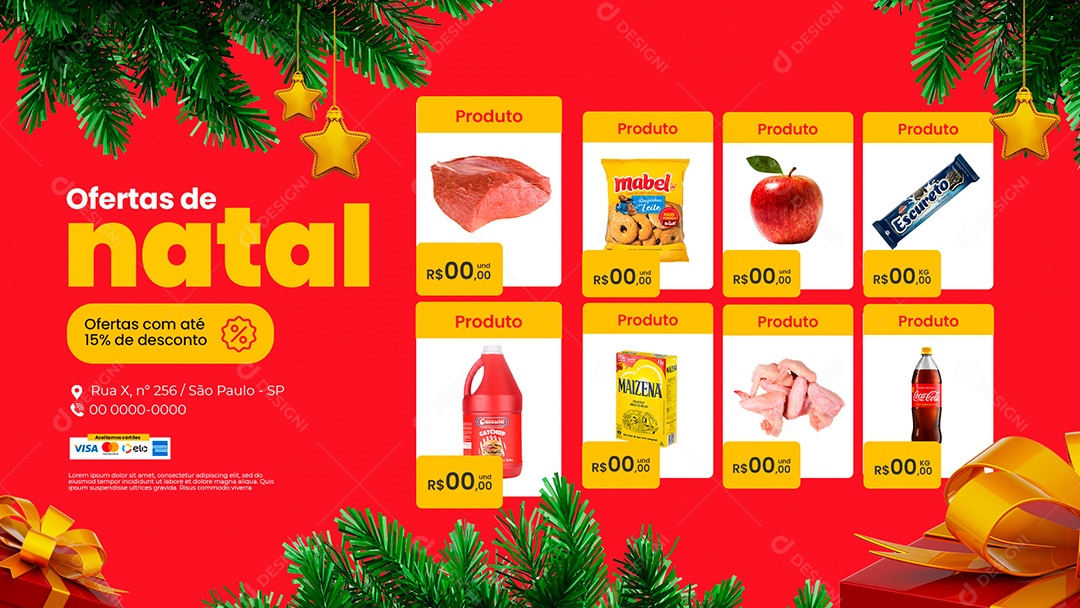 Ofertas de
natal
Ofertas com até
15% de desconto
Rua X, n° 256 / São Paulo - SP
00 0000-0000
Aceitamos cartões
VISA
elo
Lorem ipsum dolor sit amet, consectetur adipiscing elit, sed do
eiusmod tempor incididunt ut labore et dolore magna aliqua. Quis
ipsum suspendisse ultrices gravida. Risus commodo viverra
Produto
R$00,00 und
Produto
mabel
Leite
R$00,00 und
Produto
R$00,00 und
Produto
Escureto
R$00,00 KG
Produto
CATCHUP
R$00,00 und
Produto
MAIZENA
R$00,00 und
Produto
R$00,00 und
Produto
Coca-Cola
R$00,00 KG
DESIGNI